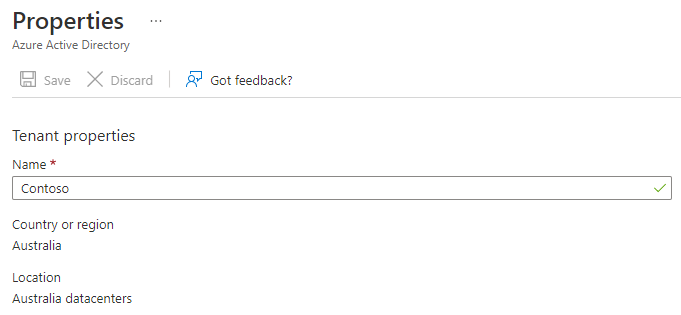 Properties ...
Azure Active Directory
Save Discard Got feedback?
Tenant properties
Name *
Contoso
Country or region
Australia
Location
Australia datacenters